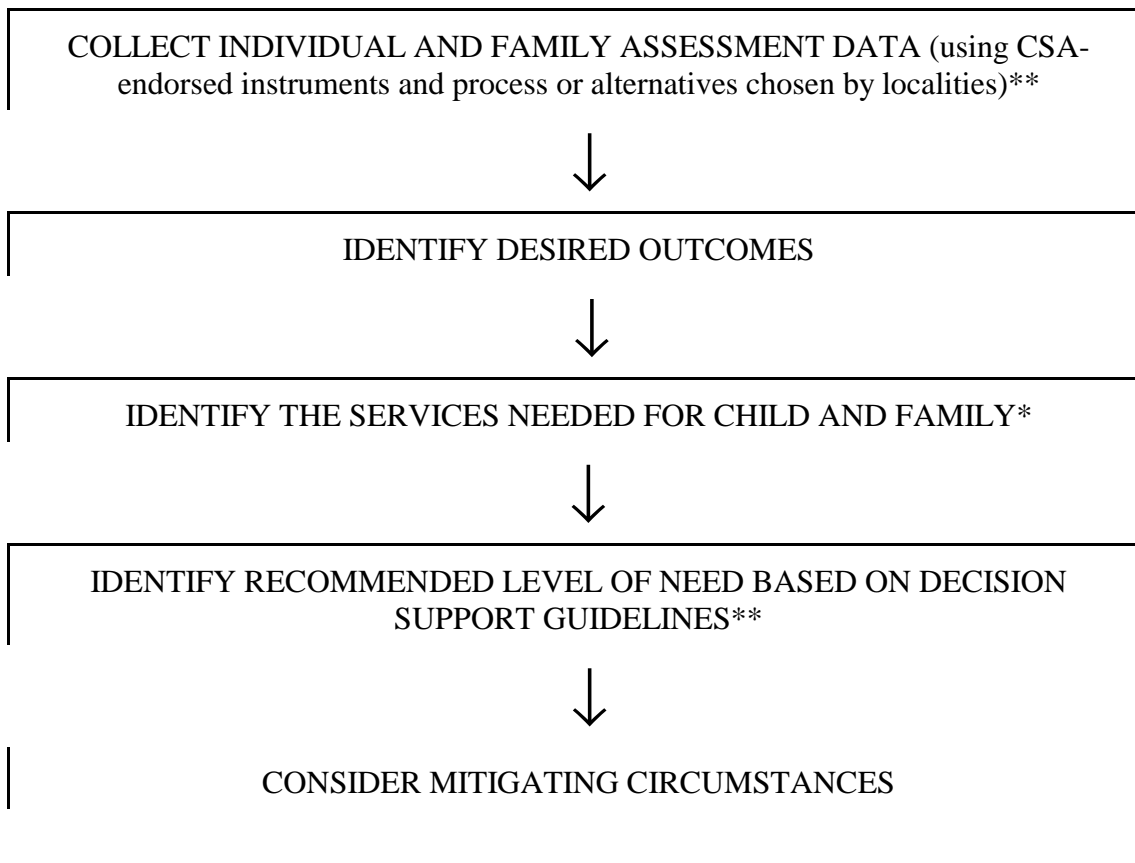 COLLECT INDIVIDUAL AND FAMILY ASSESSMENT DATA (using CSA-
endorsed instruments and process or alternatives chosen by localities)**
IDENTIFY DESIRED OUTCOMES
IDENTIFY THE SERVICES NEEDED FOR CHILD AND FAMILY*
IDENTIFY RECOMMENDED LEVEL OF NEED BASED ON DECISION
SUPPORT GUIDELINES**
CONSIDER MITIGATING CIRCUMSTANCES